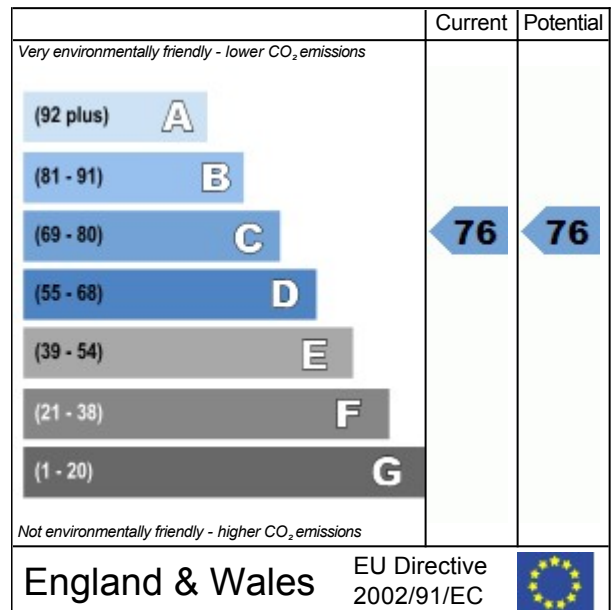 Current Potential
Very environmentally friendly - lower CO₂ emissions
(92 plus) A
(81 - 91) B
(69 - 80) C
76 76
(55 - 68) D
(39 - 54) E
(21 - 38) F
(1 - 20) G
Not environmentally friendly - higher CO₂ emissions
England & Wales
EU Directive
2002/91/EC